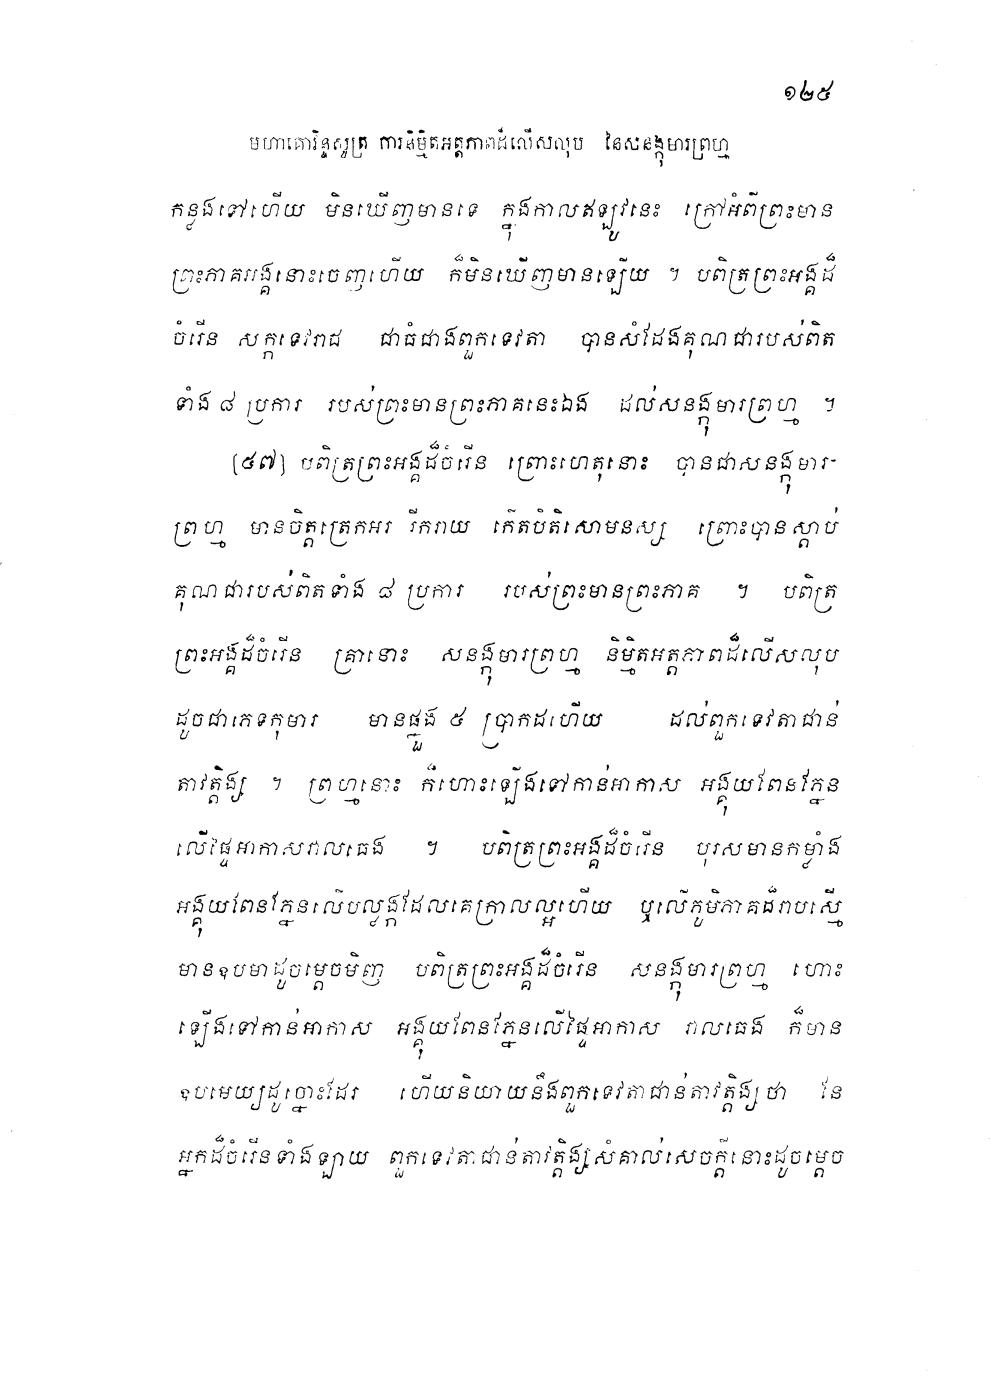 ១២៥
មហាគោវិន្ទសូត្រ ការនិម្មិតអត្តភាពដ៏លើសលុប នៃសនង្កុមារព្រហ្ម
កន្លងទៅហើយ មិនឃើញមានទេ ក្នុងកាលឥឡូវនេះ ក្រៅអំពីព្រះមាន
ព្រះភាគអង្គនោះចេញហើយ ក៏មិនឃើញមានឡើយ ។ បពិត្រព្រះអង្គដ៏
ចំរើន សក្កទេវរាជ ជាធំជាងពួកទេវតា បានសំដែងគុណជារបស់ពិត
ទាំង ៨ ប្រការ របស់ព្រះមានព្រះភាគនេះឯង ដល់សនង្កុមារព្រហ្ម ។
[៤៧] បពិត្រព្រះអង្គដ៏ចំរើន ព្រោះហេតុនោះ បានជាសនង្កុមារ-
ព្រហ្ម មានចិត្តត្រេកអរ រីករាយ កើតបីតិសោមនស្ស ព្រោះបានស្តាប់
គុណជារបស់ពិតទាំង ៨ ប្រការ របស់ព្រះមានព្រះភាគ ។ បពិត្រ
ព្រះអង្គដ៏ចំរើន គ្រានោះ សនង្កុមារព្រហ្ម និម្មិតអត្តភាពដ៏លើសលុប
ដូចជាភេទកុមារ មានផ្នួង ៥ ប្រាកដហើយ ដល់ពួកទេវតាជាន់
តាវត្តិង្ស ។ ព្រហ្មនោះ ក៏ហោះឡើងទៅកាន់អាកាស អង្គុយពែនភ្នែន
លើផ្ទៃអាកាសវាលធេង ។ បពិត្រព្រះអង្គដ៏ចំរើន បុរសមានកម្លាំង
អង្គុយពែនភ្នែនលើបល្ល័ង្កដែលគេក្រាលល្អហើយ ឬលើភូមិភាគដ៏រាបស្មើ
មានឧបមាដូចម្តេចមិញ បពិត្រព្រះអង្គដ៏ចំរើន សនង្កុមារព្រហ្ម ហោះ
ឡើងទៅកាន់អាកាស អង្គុយពែនភ្នែនលើផ្ទៃអាកាស វាលធេង ក៏មាន
ឧបមេយ្យដូច្នោះដែរ ហើយនិយាយនឹងពួកទេវតាជាន់តាវត្តិង្សថា នែ
អ្នកដ៏ចំរើនទាំងឡាយ ពួកទេវតាជាន់តាវត្តិង្សសំគាល់សេចក្តីនោះដូចម្តេច